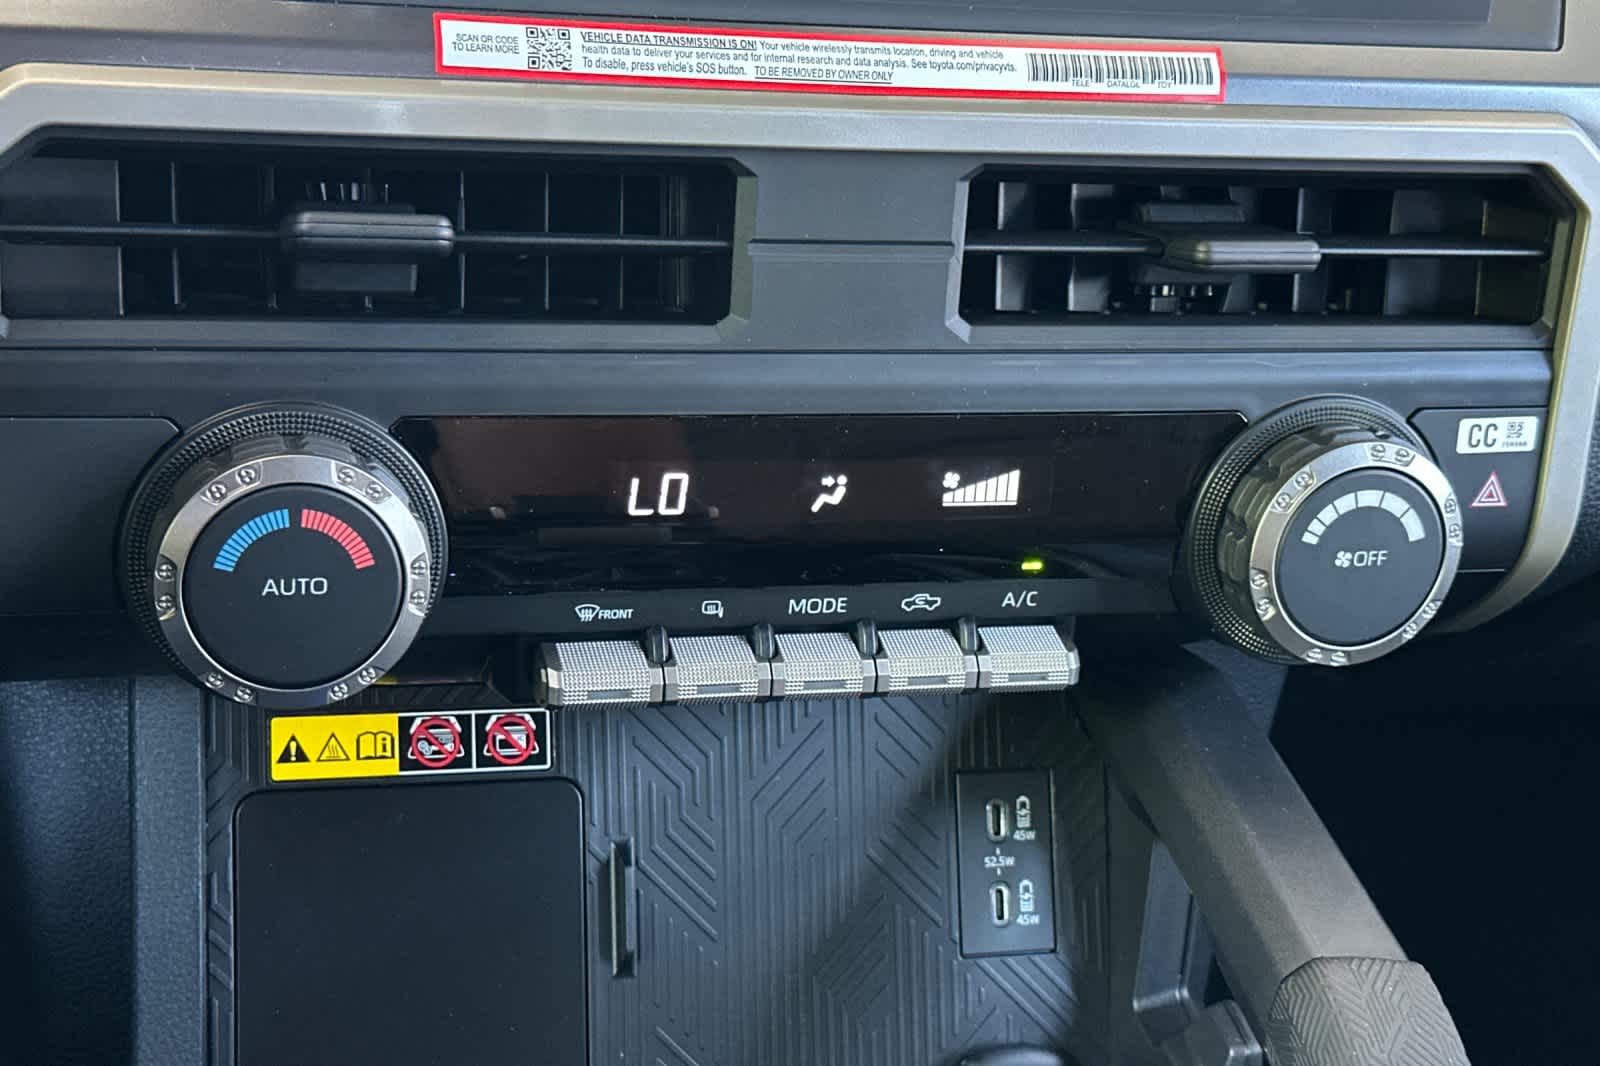 SCAN QR CODE
TO LEARN MORE
VEHICLE DATA TRANSMISSION IS ON! Your vehicle wirelessly transmits location, driving and vehicle
health data to deliver your services and for internal research and data analysis. See toyota.com/privacyvts.
To disable, press vehicle's SOS button. TO BE REMOVED BY OWNER ONLY
TELE DATALGL TOY
CC
LO
AUTO
OFF
FRONT
MODE
A/C
45W
52.5W
45W